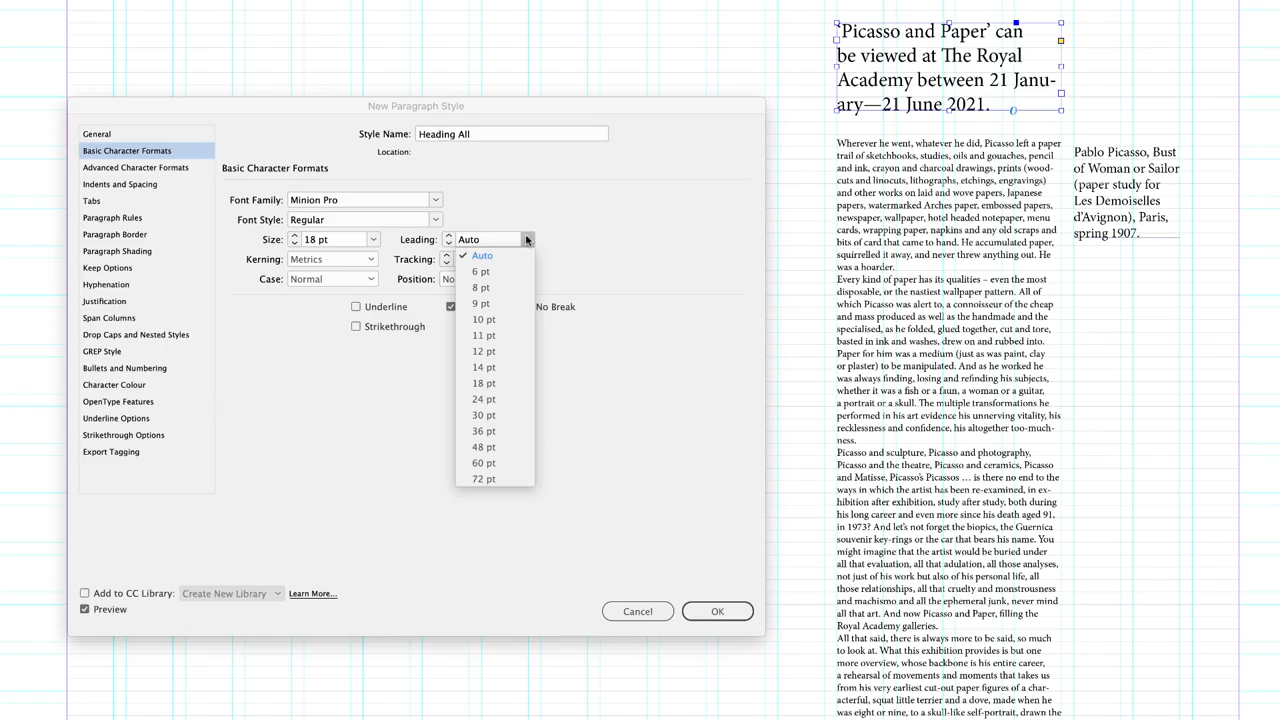 New Paragraph Style
General
Basic Character Formats
Advanced Character Formats
Indents and Spacing
Tabs
Paragraph Rules
Paragraph Border
Paragraph Shading
Keep Options
Hyphenation
Justification
Span Columns
Drop Caps and Nested Styles
GREP Style
Bullets and Numbering
Character Colour
OpenType Features
Underline Options
Strikethrough Options
Export Tagging
Style Name: Heading All
Location:
Basic Character Formats
Font Family: Minion Pro
Font Style: Regular
Size: 18 pt Leading: Auto
Kerning: Metrics Tracking:
Case: Normal Position: No
Underline No Break
Strikethrough
Auto
6 pt
8 pt
9 pt
10 pt
11 pt
12 pt
14 pt
18 pt
24 pt
30 pt
36 pt
48 pt
60 pt
72 pt
Add to CC Library: Create New Library Learn More...
Preview
Cancel OK
‘Picasso and Paper’ can
be viewed at The Royal
Academy between 21 Janu-
ary—21 June 2021.
Wherever he went, whatever he did, Picasso left a paper
trail of sketchbooks, studies, oils and gouaches, pencil
and ink, crayon and charcoal drawings, prints (wood-
cuts and linocuts, lithographs, etchings, engravings)
and other works on laid and wove papers, Japanese
papers, watermarked Arches paper, embossed papers,
newspaper, wallpaper, hotel headed notepaper, menu
cards, wrapping paper, napkins and any old scraps and
bits of card that came to hand. He accumulated paper,
squirrelled it away, and never threw anything out. He
was a hoarder.
Every kind of paper has its qualities – even the most
disposable, or the nastiest wallpaper pattern. All of
which Picasso was alert to, a connoisseur of the cheap
and mass produced as well as the handmade and the
specialised, as he folded, glued together, cut and tore,
basted in ink and washes, drew on and rubbed into.
Paper for him was a medium (just as was paint, clay
or plaster) to be manipulated. And as he worked he
was always finding, losing and refinding his subjects,
whether it was a fish or a faun, a woman or a guitar,
a portrait or a skull. The multiple transformations he
performed in his art evidence his unnerving vitality, his
recklessness and confidence, his altogether too-much-
ness.
Picasso and sculpture, Picasso and photography,
Picasso and the theatre, Picasso and ceramics, Picasso
and Matisse, Picasso’s Picassos … is there no end to the
ways in which the artist has been re-examined, in ex-
hibition after exhibition, study after study, both during
his long career and even more since his death aged 91,
in 1973? And let’s not forget the biopics, the Guernica
souvenir key-rings or the car that bears his name. You
might imagine that the artist would be buried under
all that evaluation, all that adulation, all those analyses,
not just of his work but also of his personal life, all
those relationships, all that cruelty and monstrousness
and machismo and all the ephemeral junk, never mind
all that art. And now Picasso and Paper, filling the
Royal Academy galleries.
All that said, there is always more to be said, so much
to look at. What this exhibition provides is but one
more overview, whose backbone is his entire career,
a rehearsal of movements and moments that takes us
from his very earliest cut-out paper figures of a char-
acterful, squat little terrier and a dove, made when he
was eight or nine, to a skull-like self-portrait, drawn the
Pablo Picasso, Bust
of Woman or Sailor
(paper study for
Les Demoiselles
d’Avignon), Paris,
spring 1907.